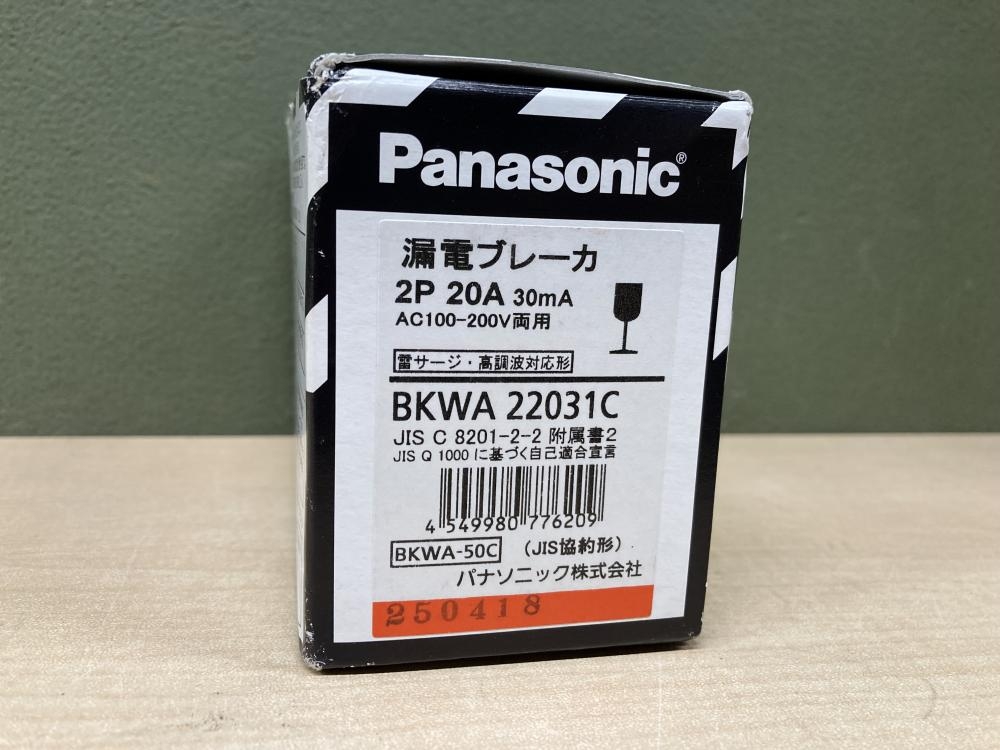 Panasonic®
漏電ブレーカ
2P 20A 30mA
AC100-200V両用
雷サージ・高調波対応形
BKWA 22031C
JIS C 8201-2-2 附属書2
JIS Q 1000 に基づく自己適合宣言
4 549980 776209
BKWA-50C (JIS協約形)
パナソニック株式会社
250418